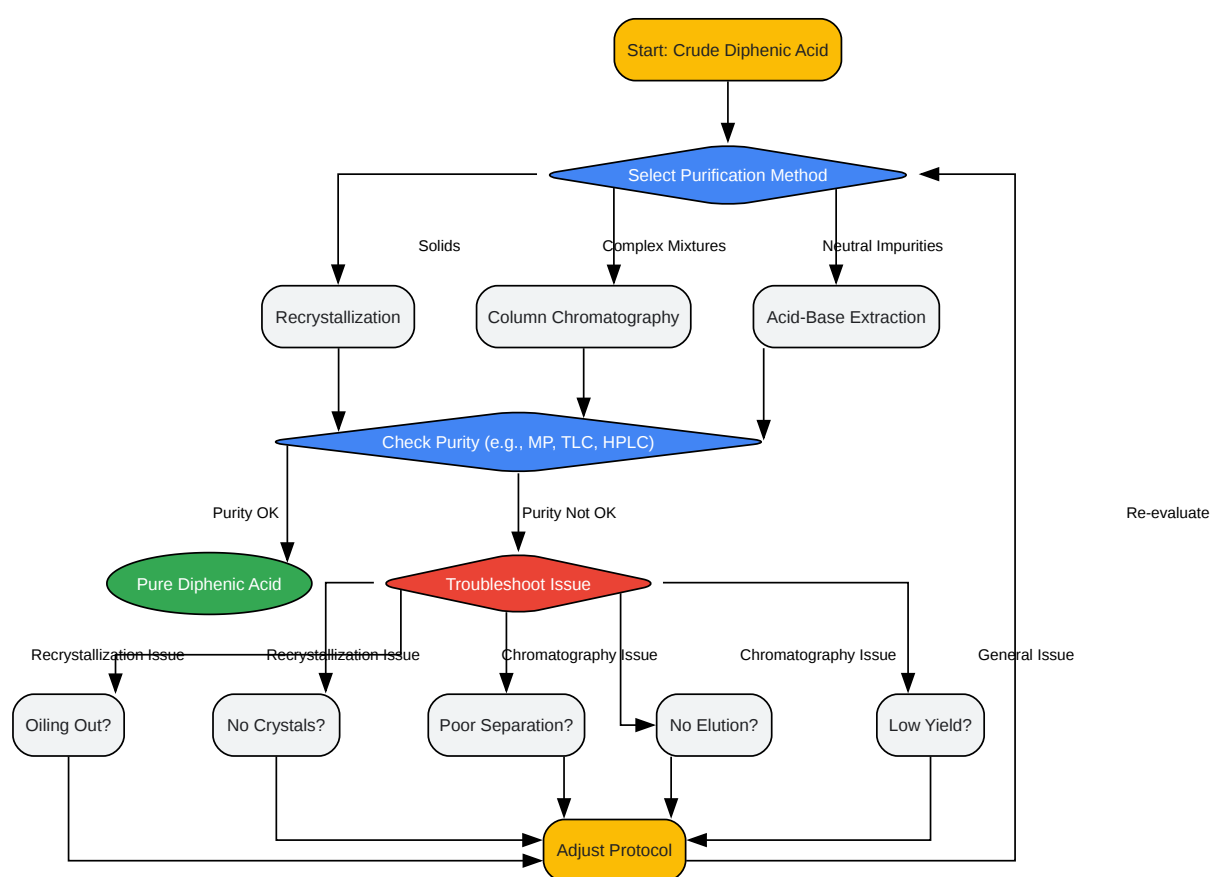 Start: Crude Diphenic Acid
Select Purification Method
Solids
Complex Mixtures
Neutral Impurities
Recrystallization
Column Chromatography
Acid-Base Extraction
Check Purity (e.g., MP, TLC, HPLC)
Purity OK
Purity Not OK
Re-evaluate
Pure Diphenic Acid
Troubleshoot Issue
Recrystallization Issue
Recrystallization Issue
Chromatography Issue
Chromatography Issue
General Issue
Oiling Out?
No Crystals?
Poor Separation?
No Elution?
Low Yield?
Adjust Protocol